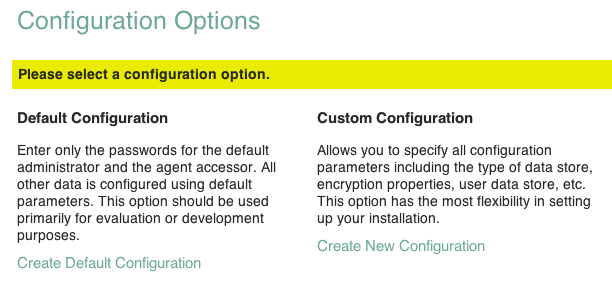 Configuration Options
Please select a configuration option.
Default Configuration
Enter only the passwords for the default
administrator and the agent accessor. All
other data is configured using default
parameters. This option should be used
primarily for evaluation or development
purposes.
Create Default Configuration
Custom Configuration
Allows you to specify all configuration
parameters including the type of data store,
encryption properties, user data store, etc.
This option has the most flexibility in setting
up your installation.
Create New Configuration